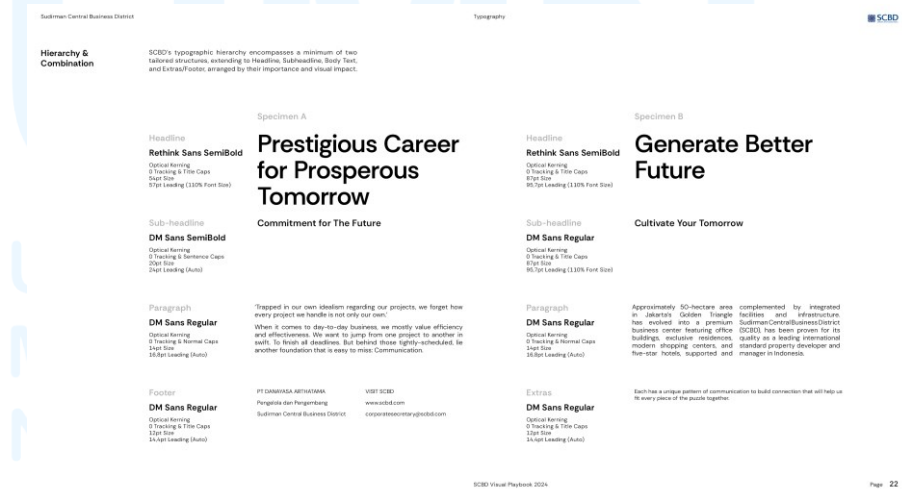 Sudirman Central Business District
Typography
SCBD
Hierarchy &
Combination
SCBD's typographic hierarchy encompasses a minimum of two
tailored structures, extending to Headline, Subheadline, Body Text,
and Extras/Footer, arranged by their importance and visual impact.
Specimen A
Headline
Rethink Sans SemiBold
Optical Kerning
0 Tracking & Title Caps
54pt Size
57pt Leading (110% Font Size)
Prestigious Career
for Prosperous
Tomorrow
Sub-headline
DM Sans SemiBold
Optical Kerning
0 Tracking & Sentence Caps
20pt Size
24pt Leading (Auto)
Commitment for The Future
Paragraph
DM Sans Regular
Optical Kerning
0 Tracking & Normal Caps
14pt Size
16,8pt Leading (Auto)
'Trapped in our own idealism regarding our projects, we forget how
every project we handle is not only our own.'
When it comes to day-to-day business, we mostly value efficiency
and effectiveness. We want to jump from one project to another in
swift. To finish all deadlines. But behind those tightly-scheduled, lie
another foundation that is easy to miss: Communication.
Footer
DM Sans Regular
Optical Kerning
0 Tracking & Title Caps
12pt Size
14,4pt Leading (Auto)
PT DANAYASA ARTHATAMA
Pengelola dan Pengembang
Sudirman Central Business District
VISIT SCBD
www.scbd.com
corporatesecretary@scbd.com
Specimen B
Headline
Rethink Sans SemiBold
Optical Kerning
0 Tracking & Title Caps
87pt Size
95,7pt Leading (110% Font Size)
Generate Better
Future
Sub-headline
DM Sans Regular
Optical Kerning
0 Tracking & Title Caps
87pt Size
95,7pt Leading (110% Font Size)
Cultivate Your Tomorrow
Paragraph
DM Sans Regular
Optical Kerning
0 Tracking & Normal Caps
14pt Size
16,8pt Leading (Auto)
Approximately 50-hectare area
in Jakarta's Golden Triangle
has evolved into a premium
business center featuring office
buildings, exclusive residences,
modern shopping centers, and
five-star hotels, supported and
complemented by integrated
facilities and infrastructure.
Sudirman Central Business District
(SCBD), has been proven for its
quality as a leading international
standard property developer and
manager in Indonesia.
Extras
DM Sans Regular
Optical Kerning
0 Tracking & Title Caps
12pt Size
14,4pt Leading (Auto)
Each has a unique pattern of communication to build connection that will help us
fit every piece of the puzzle together.
SCBD Visual Playbook 2024
Page 22